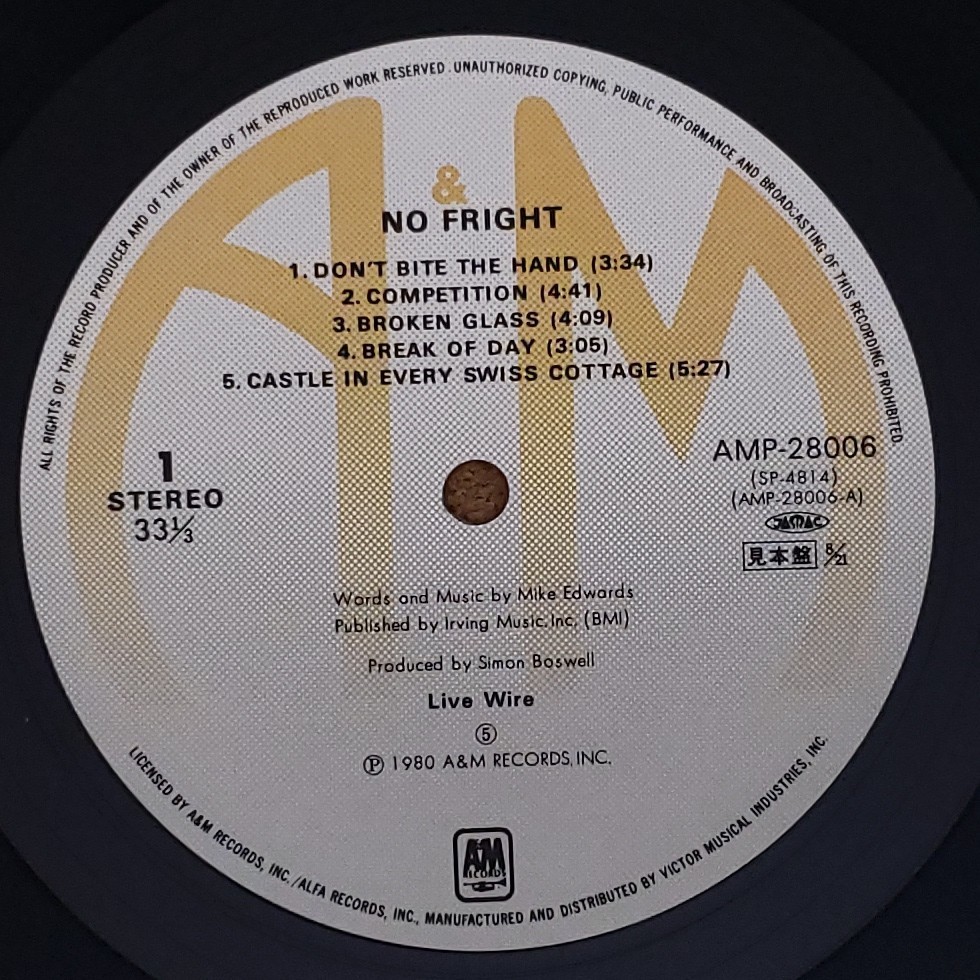 ALL RIGHTS OF THE RECORD PRODUCER AND OF THE OWNER OF THE REPRODUCED WORK RESERVED. UNAUTHORIZED COPYING, PUBLIC PERFORMANCE AND BROADCASTING OF THIS RECORDING PROHIBITED
A&M
NO FRIGHT
1. DON'T BITE THE HAND (3:34)
2. COMPETITION (4:41)
3. BROKEN GLASS (4:09)
4. BREAK OF DAY (3:05)
5. CASTLE IN EVERY SWISS COTTAGE (5:27)
1
STEREO
33⅓
AMP-28006
(SP-4814)
(AMP-28006-A)
JASRAC
見本盤 8/21
Words and Music by Mike Edwards
Published by Irving Music, Inc. (BMI)
Produced by Simon Boswell
Live Wire
⑤
Ⓟ 1980 A&M RECORDS, INC.
A&M
RECORDS
LICENSED BY A&M RECORDS, INC./ALFA RECORDS, INC., MANUFACTURED AND DISTRIBUTED BY VICTOR MUSICAL INDUSTRIES, INC.